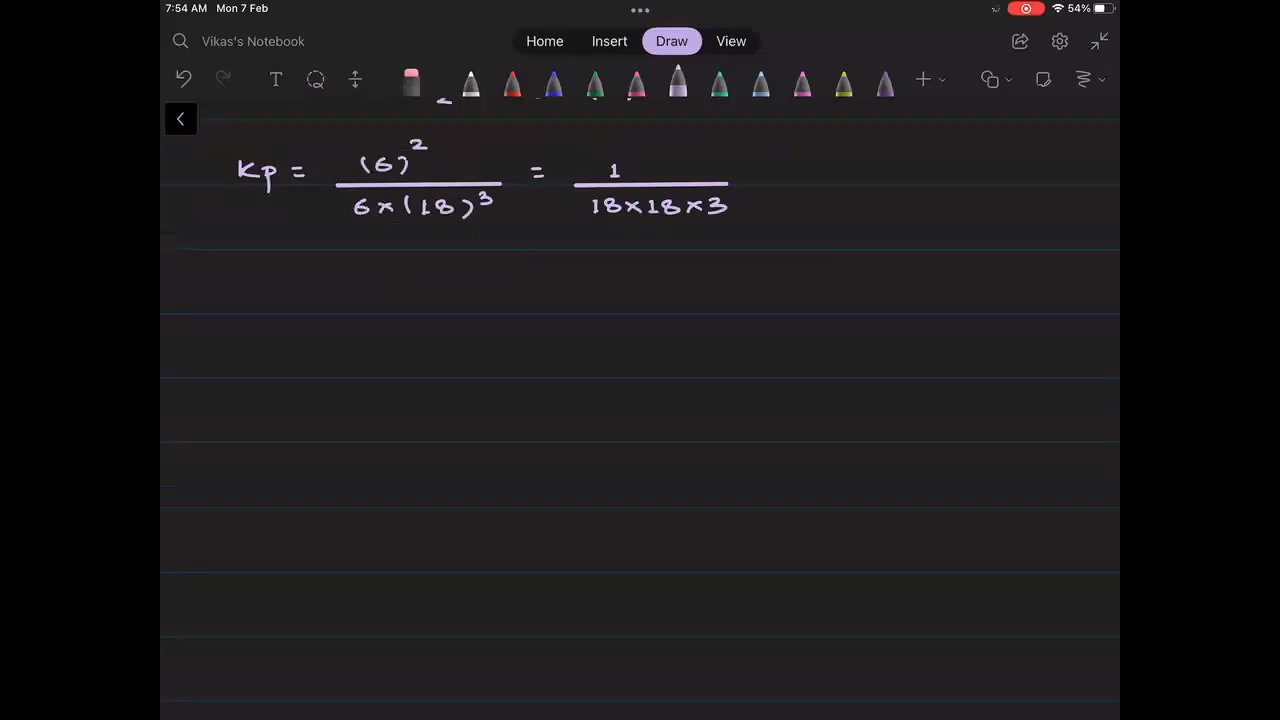 7:54 AM Mon 7 Feb 54%
Vikas's Notebook Home Insert Draw View
Kp = (6)² / 6×(18)³ = 1 / 18×18×3